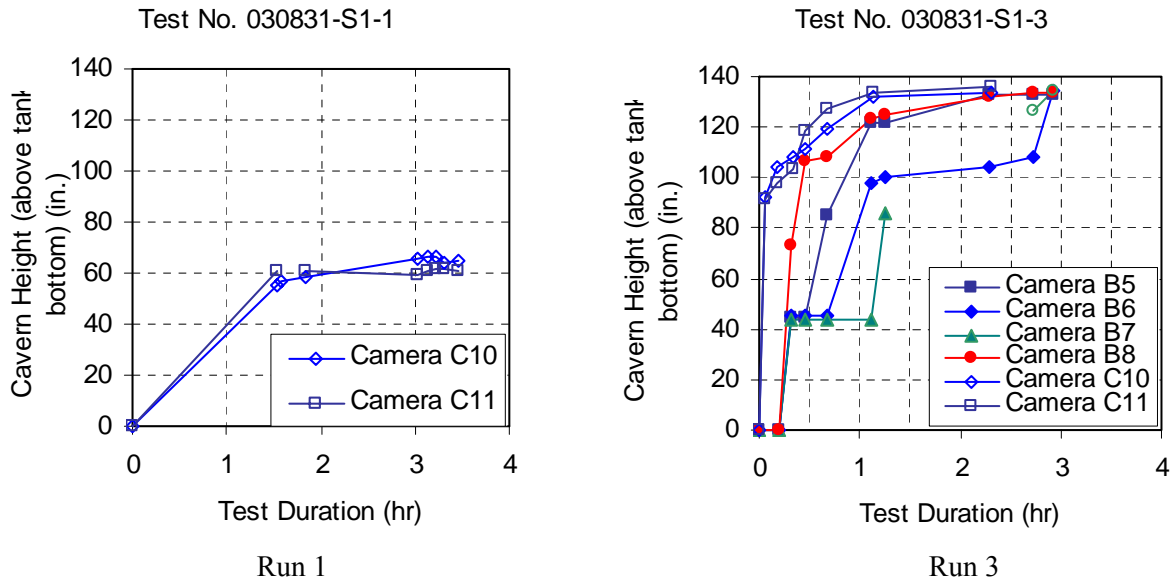 Test No. 030831-S1-1
Cavern Height (above tank
bottom) (in.)
140
120
100
80
60
40
20
0
Camera C10
Camera C11
0 1 2 3 4
Test Duration (hr)
Run 1
Test No. 030831-S1-3
Cavern Height (above tank
bottom) (in.)
140
120
100
80
60
40
20
0
Camera B5
Camera B6
Camera B7
Camera B8
Camera C10
Camera C11
0 1 2 3 4
Test Duration (hr)
Run 3